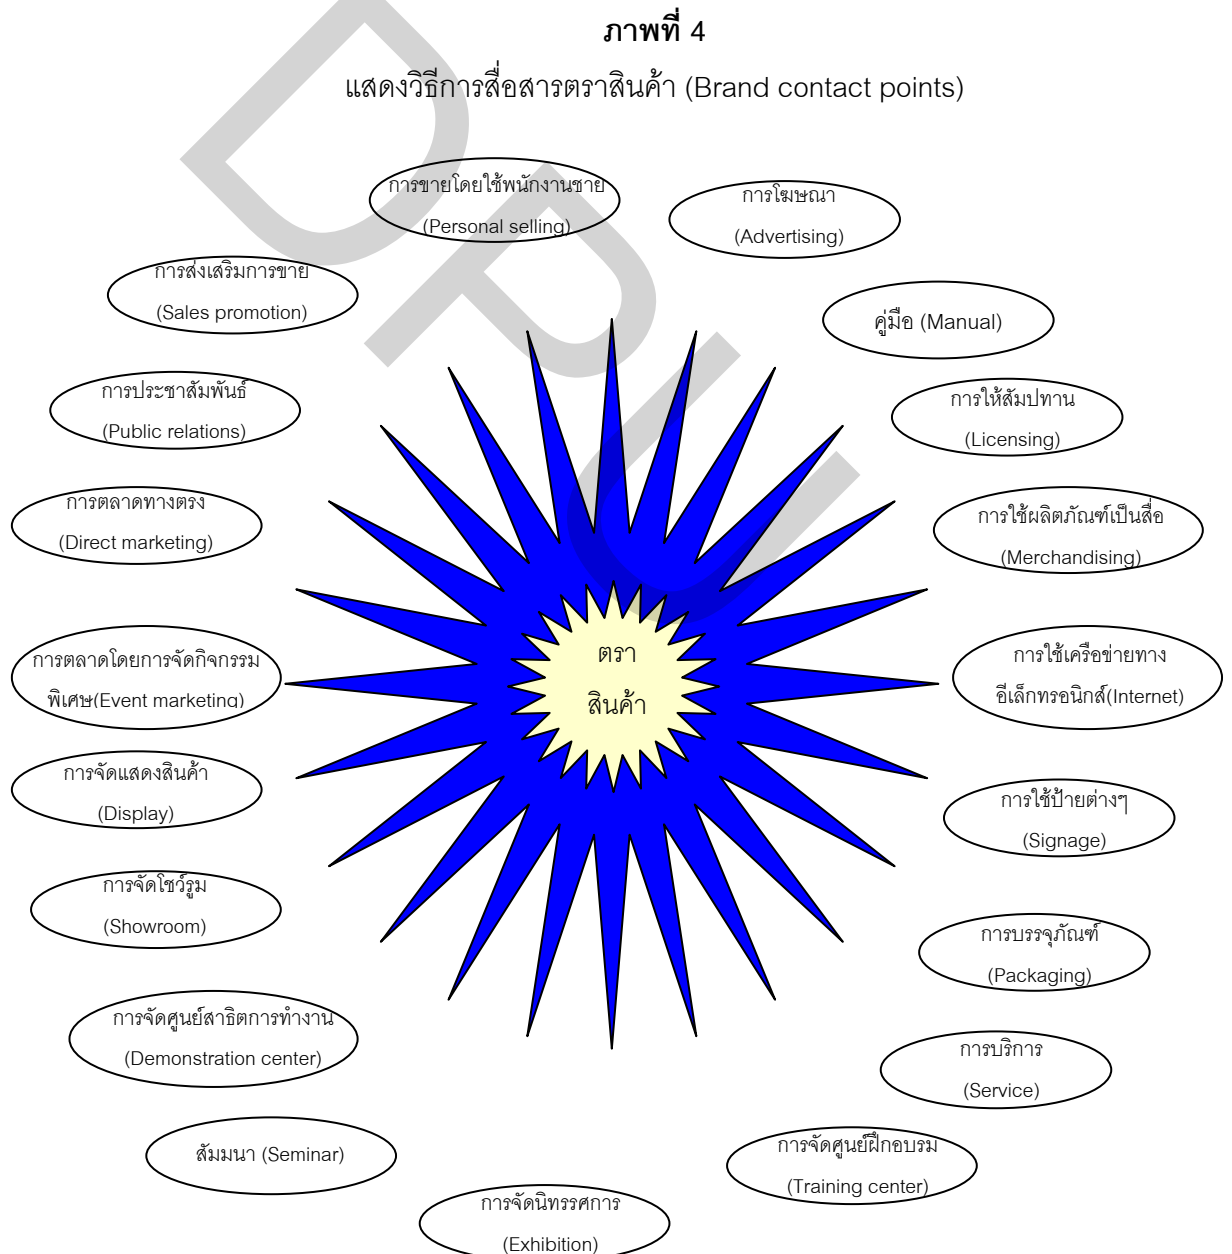 ภาพที่ 4
แสดงวิธีการสื่อสารตราสินค้า (Brand contact points)
การขายโดยใช้พนักงานขาย
(Personal selling)
การโฆษณา
(Advertising)
การส่งเสริมการขาย
(Sales promotion)
คู่มือ (Manual)
การประชาสัมพันธ์
(Public relations)
การให้สัมปทาน
(Licensing)
การตลาดทางตรง
(Direct marketing)
การใช้ผลิตภัณฑ์เป็นสื่อ
(Merchandising)
การตลาดโดยการจัดกิจกรรม
พิเศษ(Event marketing)
ตรา
สินค้า
การใช้เครือข่ายทาง
อีเล็กทรอนิกส์(Internet)
การจัดแสดงสินค้า
(Display)
การใช้ป้ายต่างๆ
(Signage)
การจัดโชว์รูม
(Showroom)
การบรรจุภัณฑ์
(Packaging)
การจัดศูนย์สาธิตการทำงาน
(Demonstration center)
การบริการ
(Service)
สัมมนา (Seminar)
การจัดศูนย์ฝึกอบรม
(Training center)
การจัดนิทรรศการ
(Exhibition)
DPU